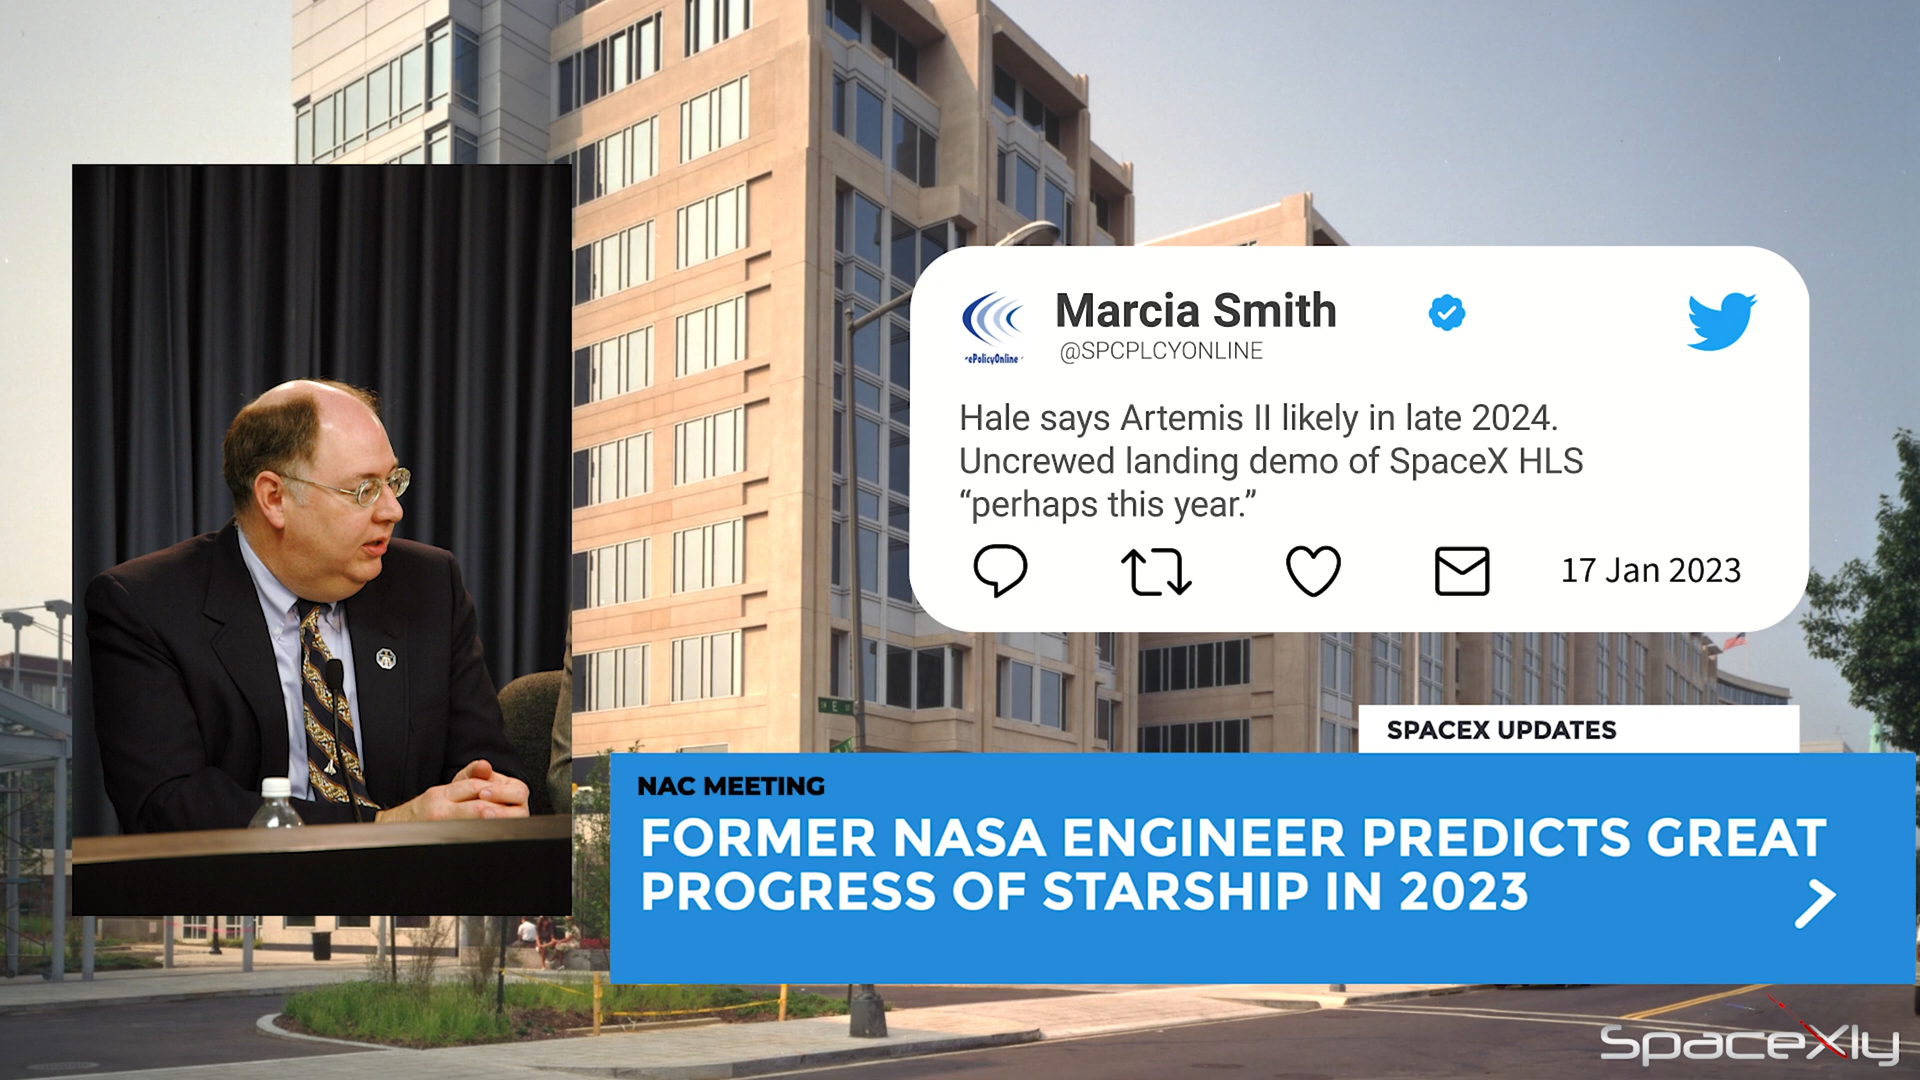 Marcia Smith
@SPCPLCYONLINE
ePolicyOnline
Hale says Artemis II likely in late 2024.
Uncrewed landing demo of SpaceX HLS
“perhaps this year.”
17 Jan 2023
E
SPACEX UPDATES
NAC MEETING
FORMER NASA ENGINEER PREDICTS GREAT
PROGRESS OF STARSHIP IN 2023
SpaceXly